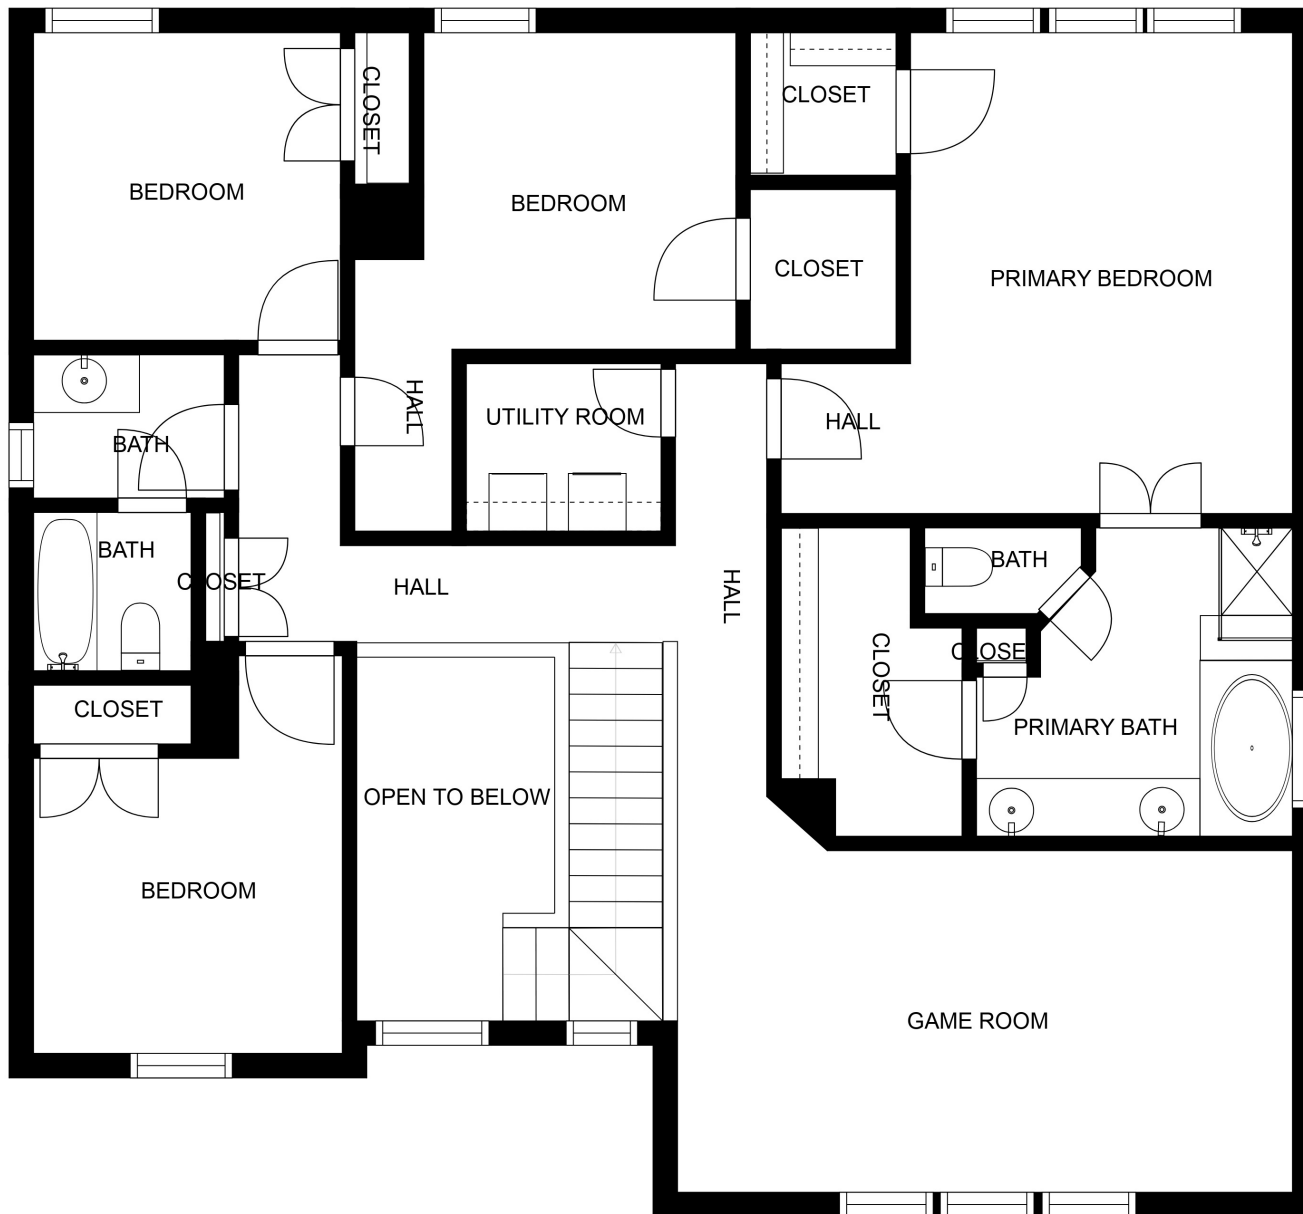 CLOSET
CLOSET
BEDROOM
BEDROOM
CLOSET
PRIMARY BEDROOM
HALL
UTILITY ROOM
HALL
BATH
BATH
CLOSET
HALL
HALL
BATH
CLOSET
CLOSE
CLOSET
PRIMARY BATH
OPEN TO BELOW
BEDROOM
GAME ROOM